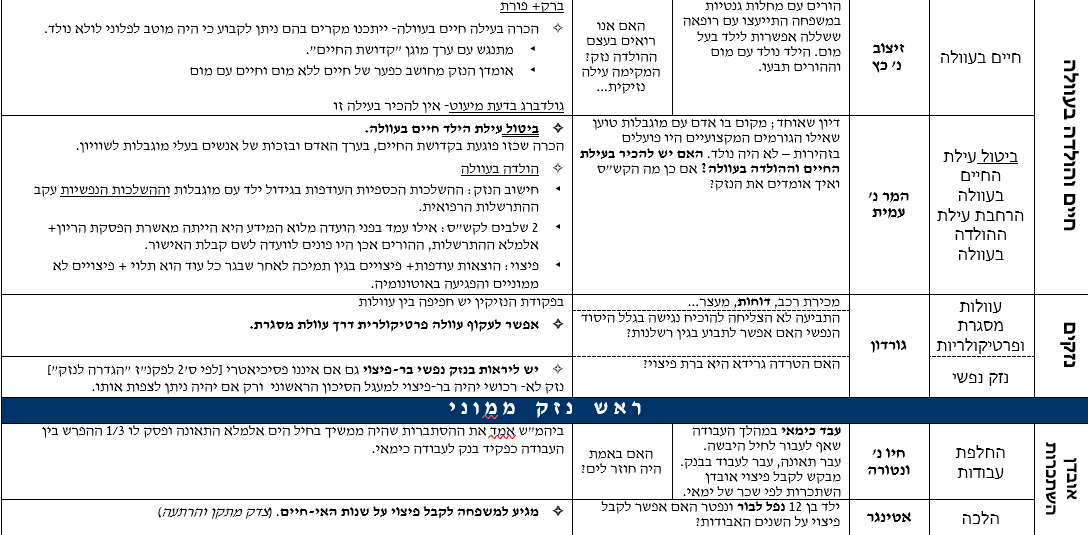 חיים והולדה בעוולה
חיים בעוולה
זיצוב
נ׳ כץ
הורים עם מחלות גנטיות
במשפחה התייעצו עם רופאה
ששללה אפשרות לילד בעל
מום. הילד נולד עם מום
וההורים תבעו.
האם אנו
רואים בעצם
ההולדה נזק?
המקימה עילה
נזיקית...
ברק+ פורת
הכרה בעילה חיים בעוולה- ייתכנו מקרים בהם ניתן לקבוע כי היה מוטב לפלוני לולא נולד.
מתנגש עם ערך מוגן ״קדושת החיים״.
אומדן הנזק מחושב כפער של חיים ללא מום וחיים עם מום
גולדברג בדעת מיעוט- אין להכיר בעילה זו
ביטול עילת
החיים
בעוולה
הרחבת עילת
ההולדה
בעוולה
המר נ׳
עמית
דיון שאוחד; מקום בו אדם עם מוגבלות טוען
שאילו הגורמים המקצועיים היו פועלים
בזהירות – לא היה נולד. האם יש להכיר בעילת
החיים וההולדה בעוולה? אם כן מה הקש״ס
ואיך אומדים את הנזק?
ביטול עילת הילד חיים בעוולה.
הכרה שכזו פוגעת בקדושת החיים, בערך האדם ובזכות של אנשים בעלי מוגבלות לשוויון.
הולדה בעוולה
חישוב הנזק: ההשלכות הכספיות העודפות בגידול ילד עם מוגבלות וההשלכות הנפשיות עקב
ההתרשלות הרפואית.
2 שלבים לקש״ס: אילו עמד בפני הועדה מלוא המידע היא הייתה מאשרת הפסקת הריון+
אלמלא ההתרשלות, ההורים אכן היו פונים לוועדה לשם קבלת האישור.
פיצוי: הוצאות עודפות+ פיצויים בגין תמיכה לאחר שבגר כל עוד הוא תלוי + פיצויים לא
ממוניים והפגיעה באוטונומיה.
נזקים
עוולות
מסגרת
ופרטיקולריות
גורדון
מכירת רכב, דוחות, מעצר...
התביעה לא הצליחה להוכיח נגישה בגלל היסוד
הנפשי האם אפשר לתבוע בגין רשלנות?
בפקודת הנזיקין יש חפיפה בין עוולות
אפשר לעקוף עוולה פרטיקולרית דרך עוולת מסגרת.
נזק נפשי
האם הטרדה גרידא היא ברת פיצוי?
יש ליראות בנזק נפשי בר-פיצוי גם אם איננו פסיכיאטרי [לפי ס׳2 לפקנ״ז ״הגדרה לנזק״]
נזק לא- רכושי יהיה בר-פיצוי למעגל הסיכון הראשוני ורק אם יהיה ניתן לצפות אותו.
ראש נזק ממוני
אובדן
השתכרות
החלפת
עבודות
חיו נ׳
ונטורה
עבד כימאי במהלך העבודה
שאף לעבור לחיל היבשה.
עבר תאונה, עבר לעבוד בבנק.
מבקש לקבל פיצוי אובדן
השתכרות לפי שכר של ימאי.
האם באמת
היה חוזר לים?
ביהמ״ש אמד את ההסתברות שהיה ממשיך בחיל הים אלמלא התאונה ופסק לו 1/3 ההפרש בין
העבודה כפקיד בנק לעבודה כימאי.
הלכה
אטינגר
ילד בן 12 נפל לבור ונפטר האם אפשר לקבל
פיצוי על השנים האבודות?
מגיע למשפחה לקבל פיצוי על שנות האי-חיים. (צדק מתקן והרתעה)